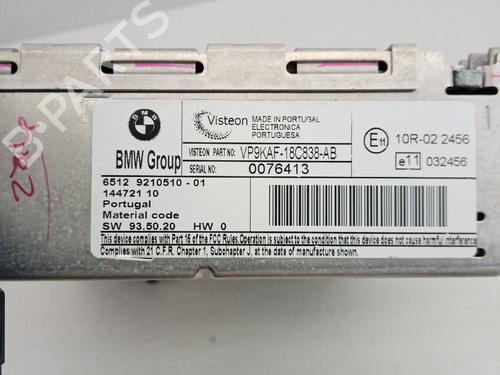 BMW Group
Visteon
MADE IN PORTUGAL
ELECTRONICA
PORTUGUESA
VISTEON PART NO: VP9KAF-18C838-AB
SERIAL NO: 0076413
E11 10R-02 2456
e11 032456
6512 9210510 - 01
144721 10
Portugal
Material code
SW 93.50.20 HW 0
This device complies with Part 15 of the FCC Rules. Operation is subject to the condition that this device does not cause harmful interference.
Complies with 21 C.F.R. Chapter 1, Subchapter J, at the date of manufacture shown.